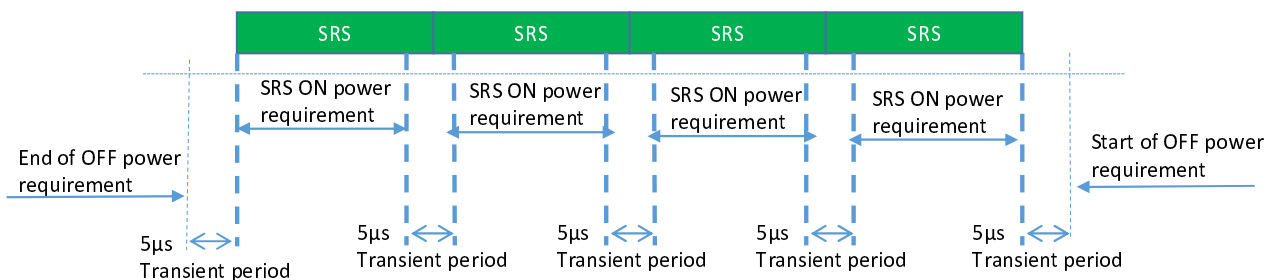 SRS
SRS
SRS
SRS
SRS ON power
requirement
SRS ON power
requirement
SRS ON power
requirement
SRS ON power
requirement
End of OFF power
requirement
Start of OFF power
requirement
5µs
Transient period
5µs
Transient period
5µs
Transient period
5µs
Transient period
5µs
Transient period